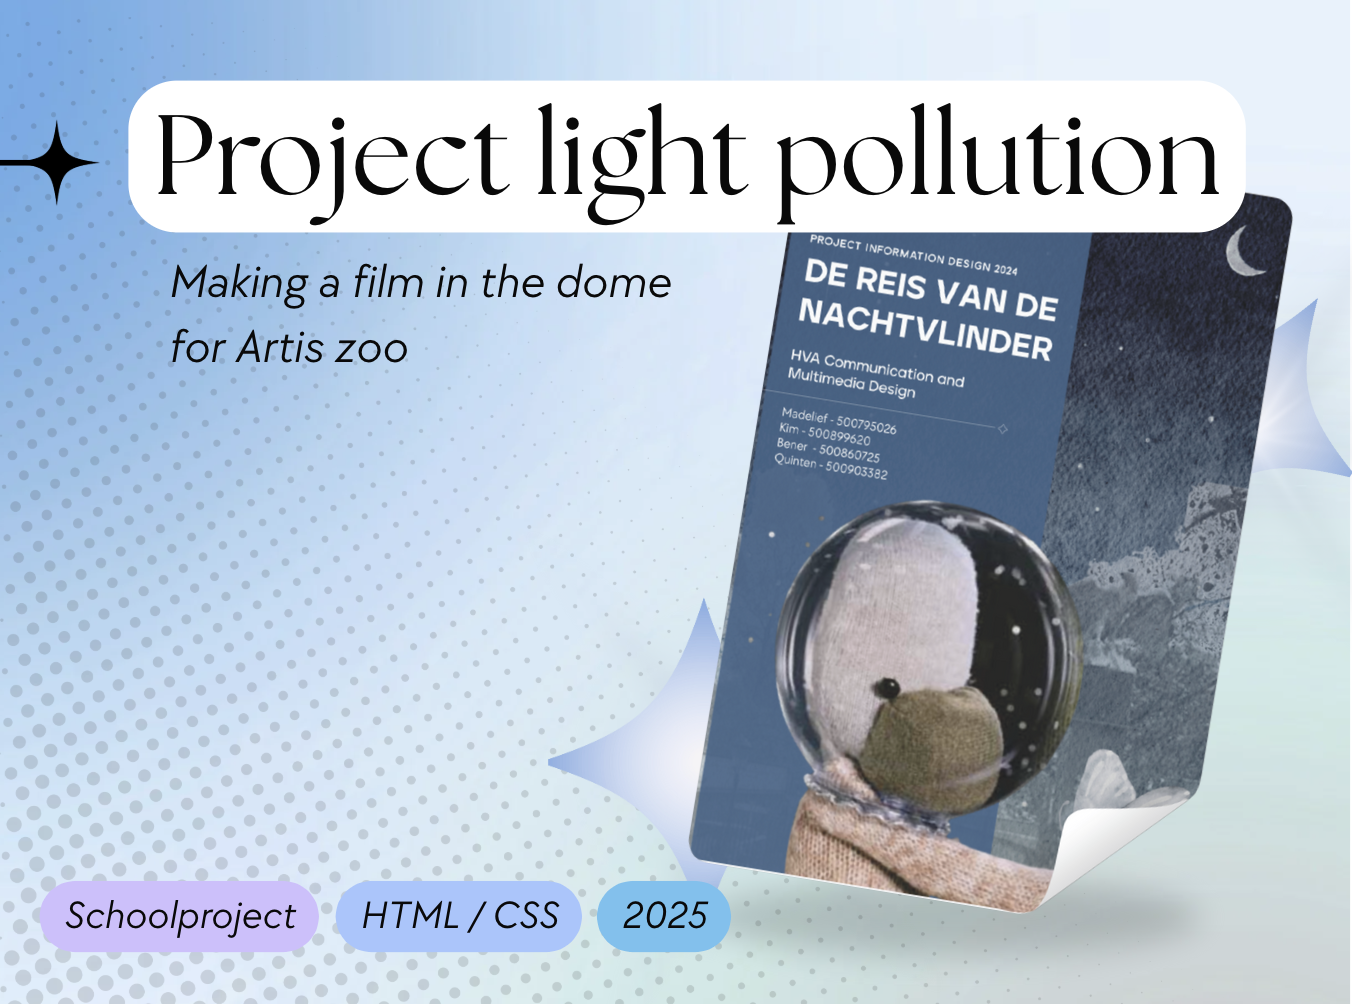 Project light pollution
Making a film in the dome
for Artis zoo
PROJECT INFORMATION DESIGN 2024
DE REIS VAN DE
NACHTVLINDER
HVA Communication and
Multimedia Design
Madelief - 500795026
Kim - 500899620
Bener - 500860725
Quinten - 500903382
Schoolproject
HTML / CSS
2025